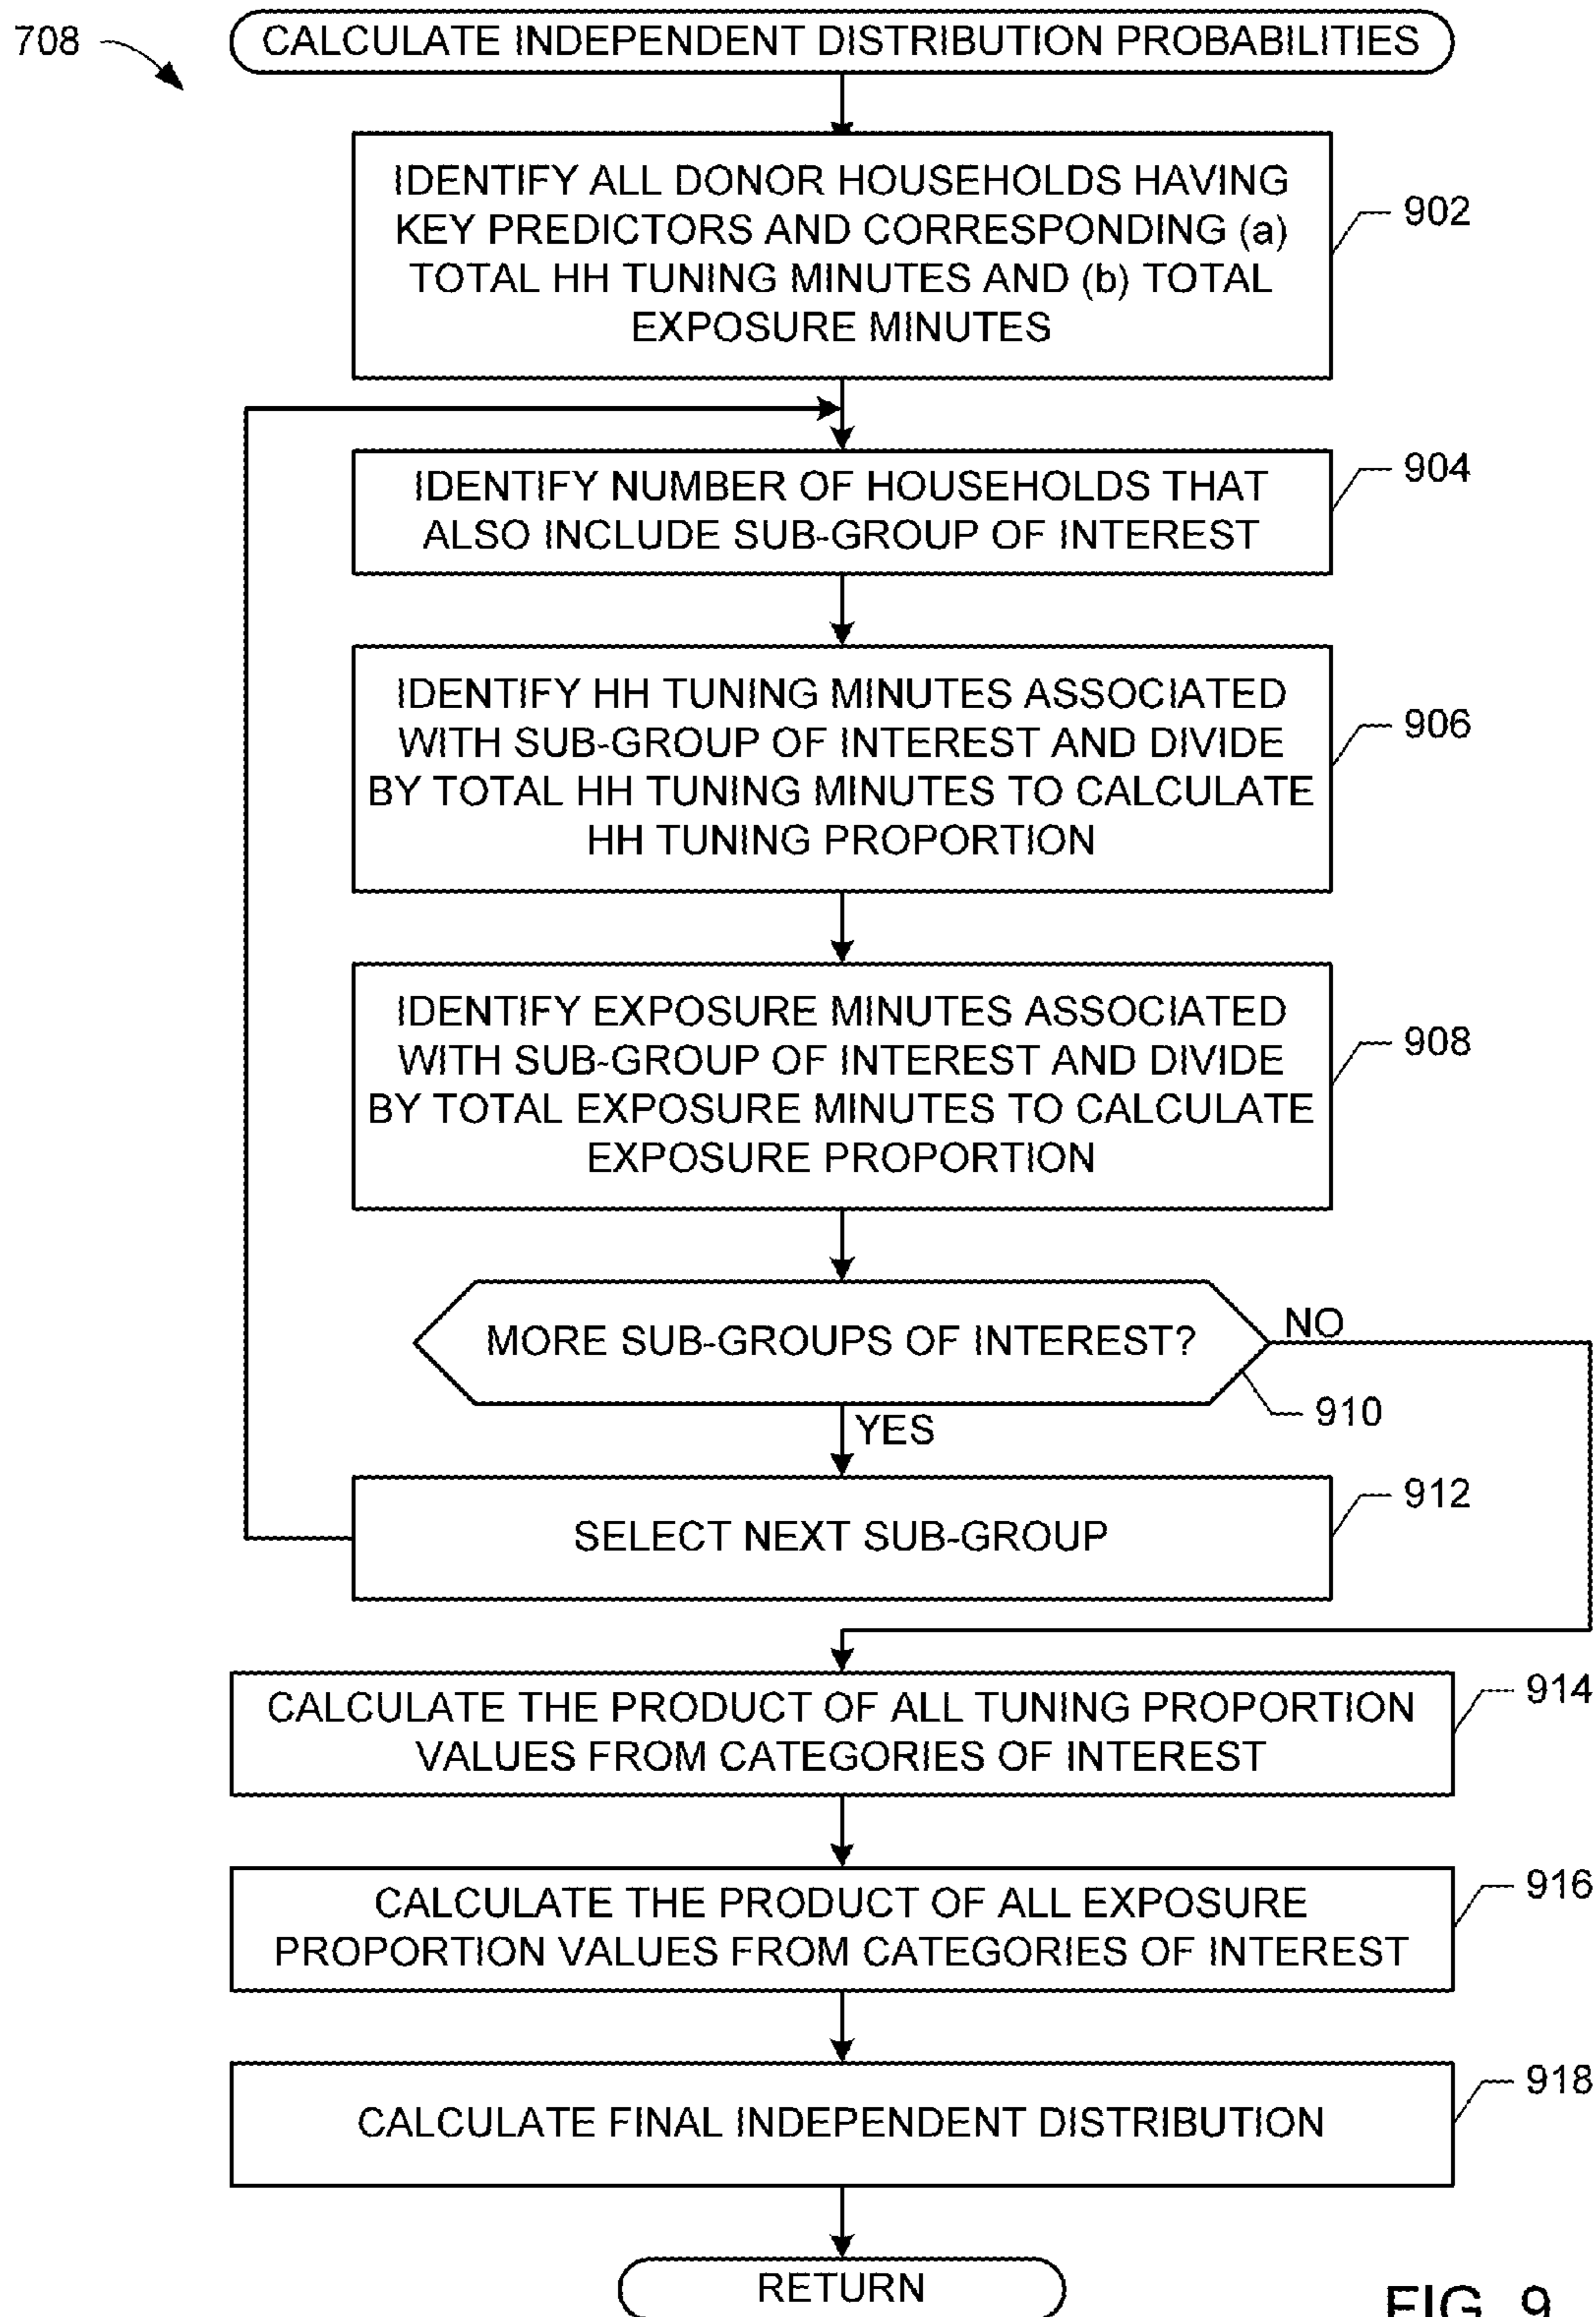 708
CALCULATE INDEPENDENT DISTRIBUTION PROBABILITIES
IDENTIFY ALL DONOR HOUSEHOLDS HAVING
KEY PREDICTORS AND CORRESPONDING (a)
TOTAL HH TUNING MINUTES AND (b) TOTAL
EXPOSURE MINUTES
902
IDENTIFY NUMBER OF HOUSEHOLDS THAT
ALSO INCLUDE SUB-GROUP OF INTEREST
904
IDENTIFY HH TUNING MINUTES ASSOCIATED
WITH SUB-GROUP OF INTEREST AND DIVIDE
BY TOTAL HH TUNING MINUTES TO CALCULATE
HH TUNING PROPORTION
906
IDENTIFY EXPOSURE MINUTES ASSOCIATED
WITH SUB-GROUP OF INTEREST AND DIVIDE
BY TOTAL EXPOSURE MINUTES TO CALCULATE
EXPOSURE PROPORTION
908
MORE SUB-GROUPS OF INTEREST?
NO
910
YES
SELECT NEXT SUB-GROUP
912
CALCULATE THE PRODUCT OF ALL TUNING PROPORTION
VALUES FROM CATEGORIES OF INTEREST
914
CALCULATE THE PRODUCT OF ALL EXPOSURE
PROPORTION VALUES FROM CATEGORIES OF INTEREST
916
CALCULATE FINAL INDEPENDENT DISTRIBUTION
918
RETURN
FIG. 9